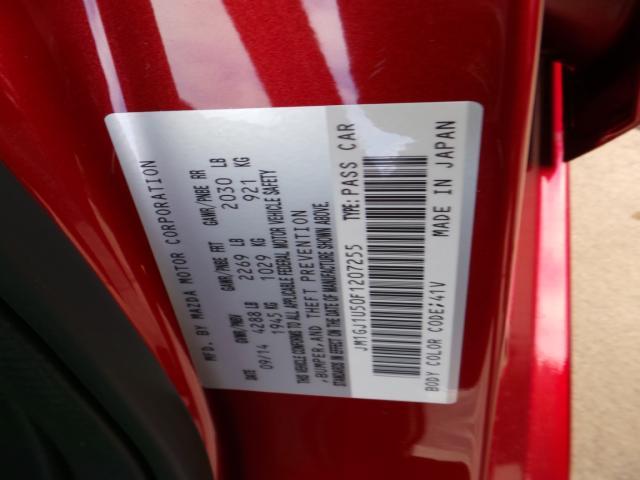 MFD. BY MAZDA MOTOR CORPORATION
GVWR/PNBV GAWR/PNBE FRT GAWR/PNBE RR
09/14 4288 LB 2269 LB 2030 LB
1945 KG 1029 KG 921 KG
THIS VEHICLE CONFORMS TO ALL APPLICABLE FEDERAL MOTOR VEHICLE SAFETY
,BUMPER,AND THEFT PREVENTION
STANDARDS IN EFFECT ON THE DATE OF MANUFACTURE SHOWN ABOVE.
JM1GJ1U50F1207255 TYPE: PASS CAR
BODY COLOR CODE/41V MADE IN JAPAN